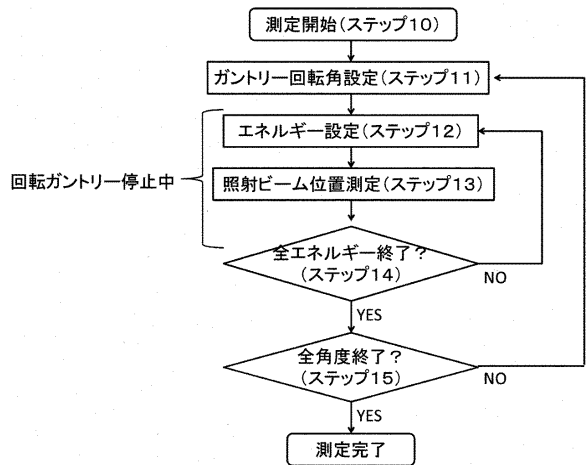 測定開始(ステップ10)
ガントリー回転角設定(ステップ11)
エネルギー設定(ステップ12)
回転ガントリー停止中
照射ビーム位置測定(ステップ13)
全エネルギー終了?
(ステップ14)
NO
YES
全角度終了?
(ステップ15)
NO
YES
測定完了